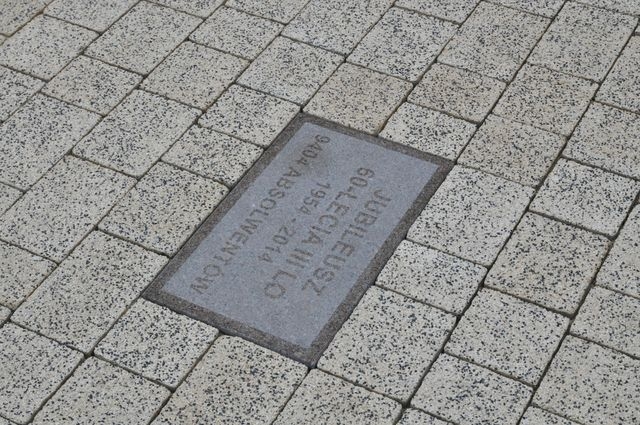 JUBILEUSZ
60-LECIA III LO
1954 - 2014
9404 ABSOLWENTÓW